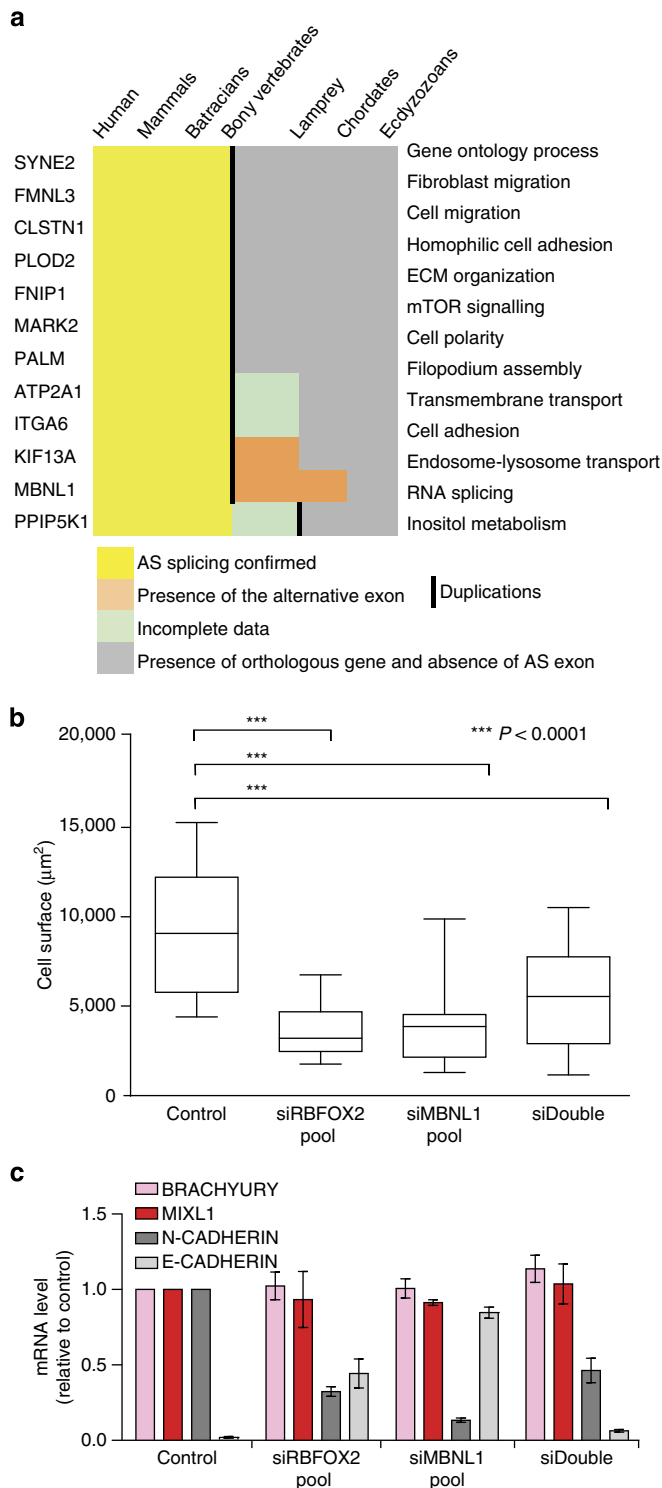 a
Human
Mammals
Batracians
Bony vertebrates
Lamprey
Chordates
Ecdyzozoans
Gene ontology process
SYNE2
Fibroblast migration
FMNL3
Cell migration
CLSTN1
Homophilic cell adhesion
PLOD2
ECM organization
FNIP1
mTOR signalling
MARK2
Cell polarity
PALM
Filopodium assembly
ATP2A1
Transmembrane transport
ITGA6
Cell adhesion
KIF13A
Endosome-lysosome transport
MBNL1
RNA splicing
PPIP5K1
Inositol metabolism
AS splicing confirmed
Presence of the alternative exon
Duplications
Incomplete data
Presence of orthologous gene and absence of AS exon
b
20,000
15,000
10,000
5,000
0
Cell surface (μm²)
***
***
***
*** P < 0.0001
Control
siRBFOX2 pool
siMBNL1 pool
siDouble
c
BRACHYURY
MIXL1
N-CADHERIN
E-CADHERIN
1.5
1.0
0.5
0.0
mRNA level
(relative to control)
Control
siRBFOX2 pool
siMBNL1 pool
siDouble